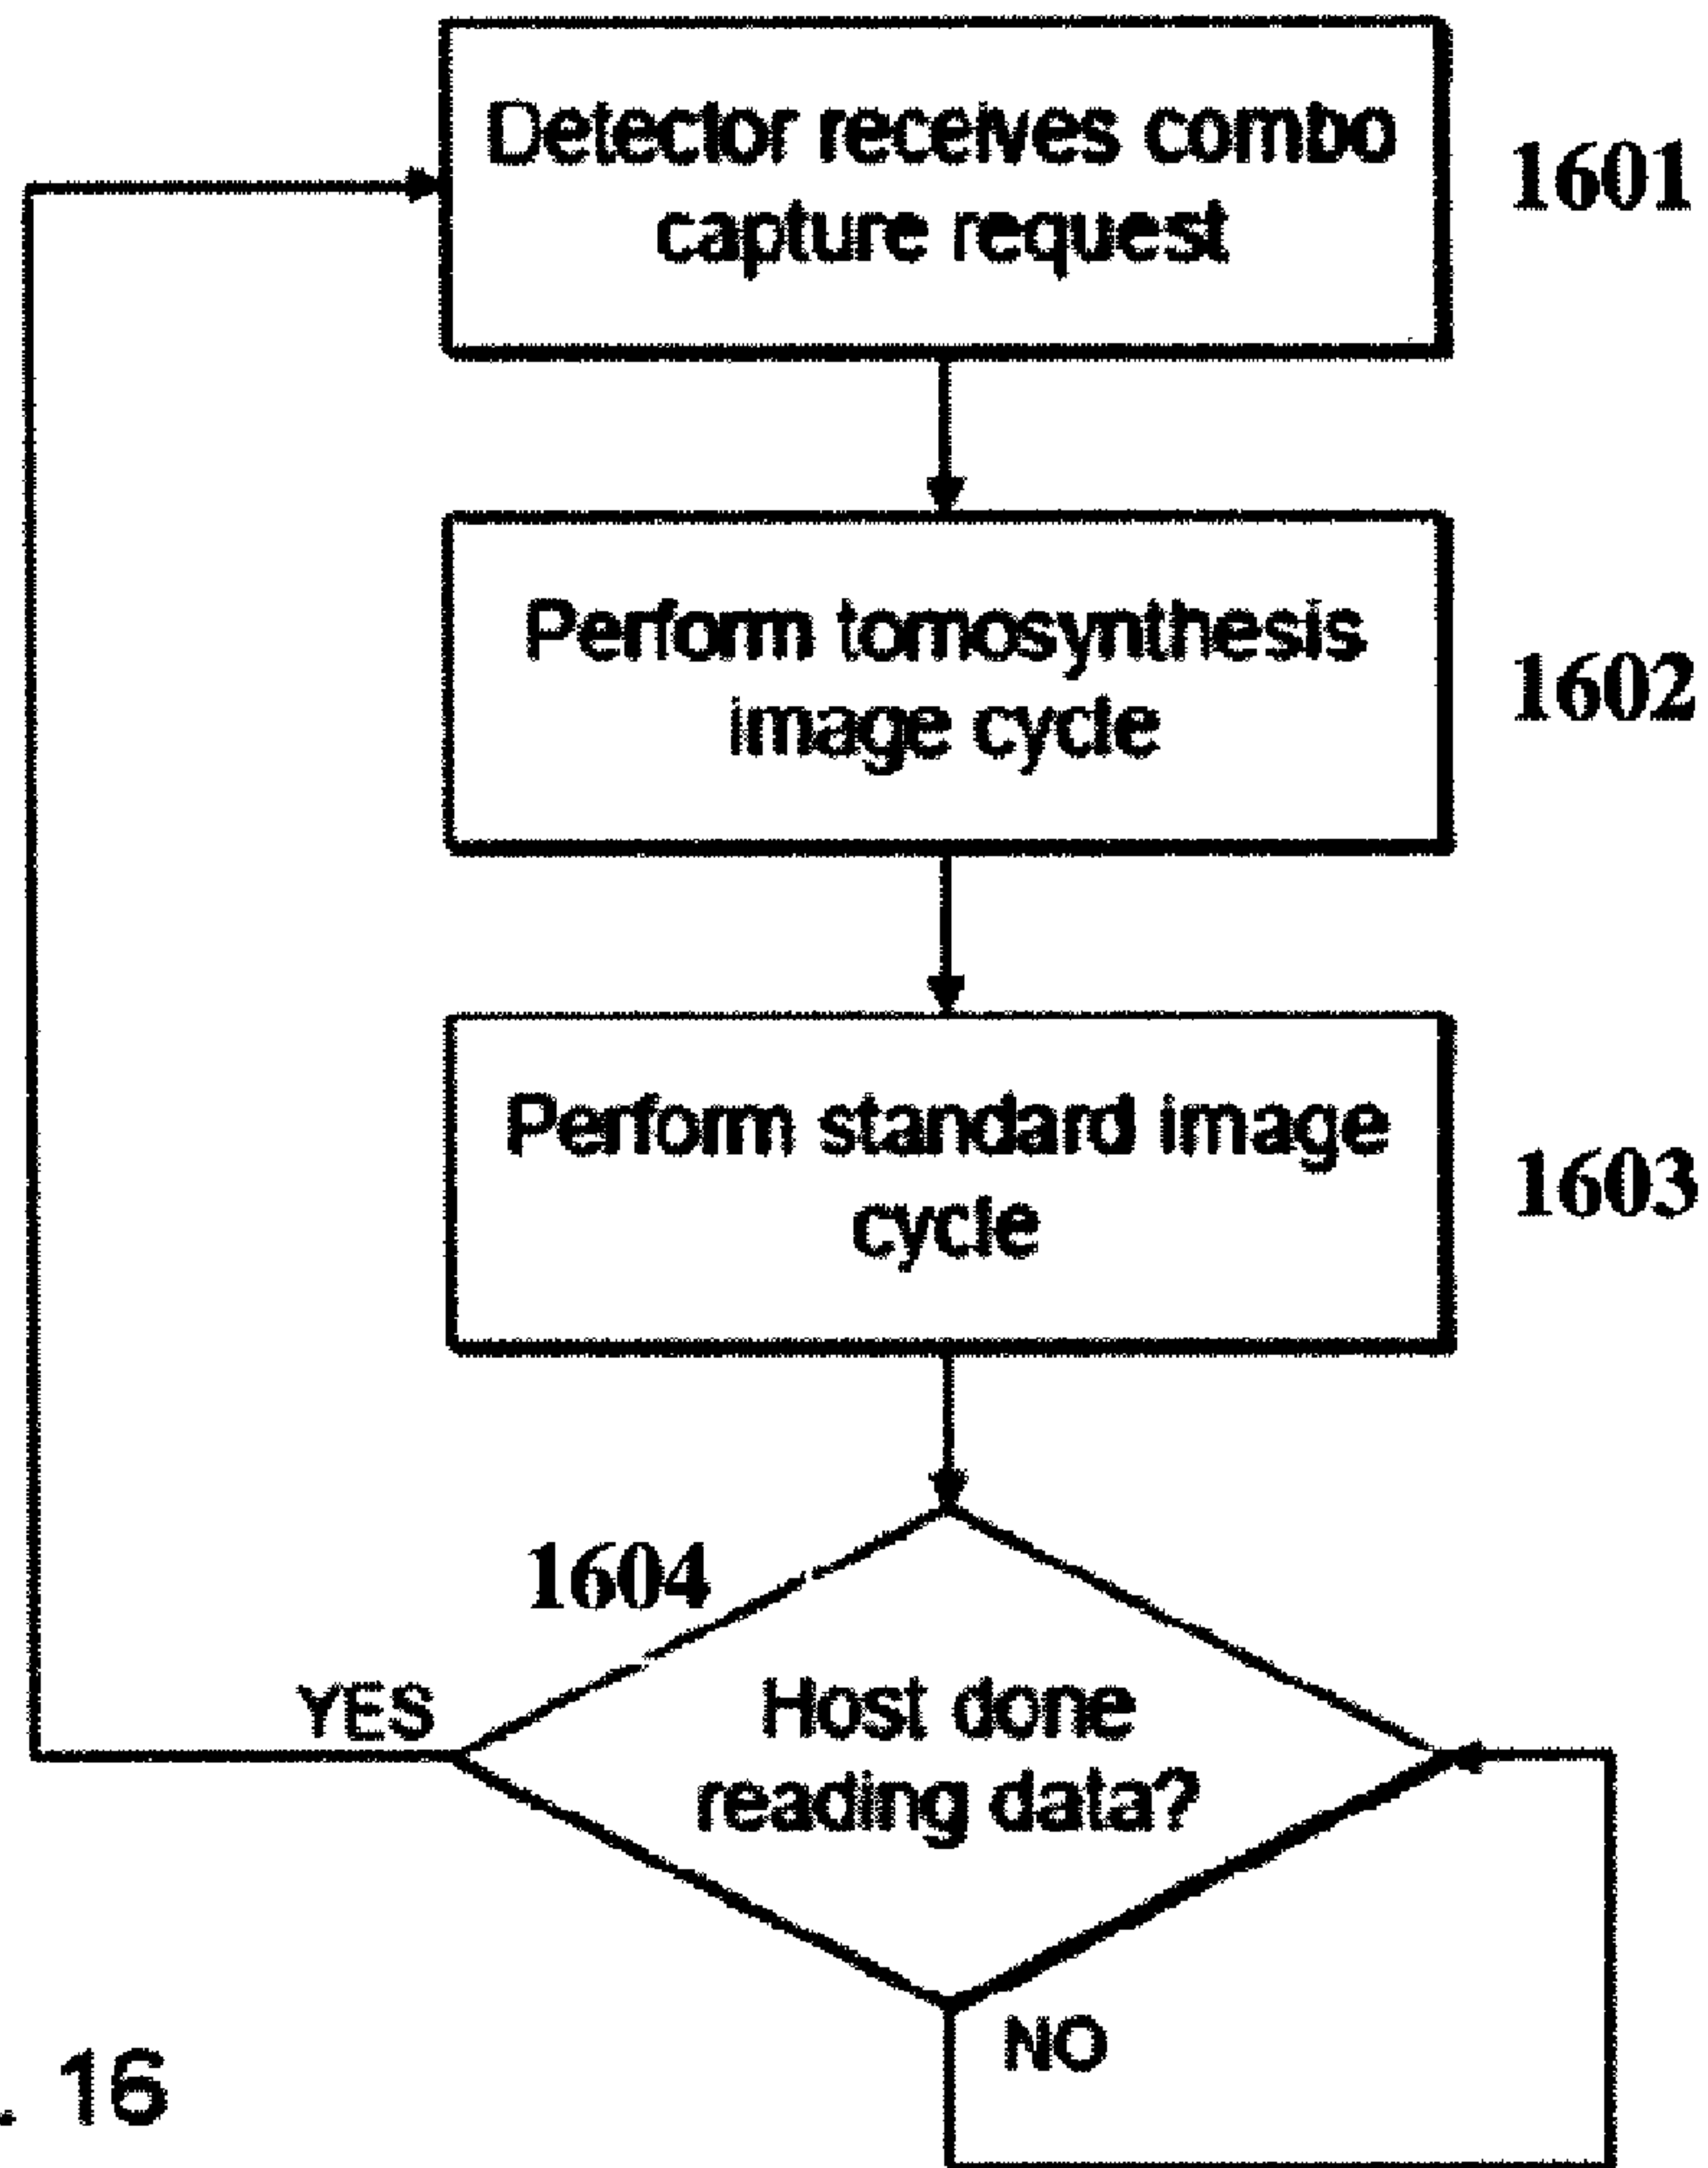 Detector receives combo
capture request
1601
Perform tomosynthesis
image cycle
1602
Perform standard image
cycle
1603
1604
YES
Host done
reading data?
NO
. 16